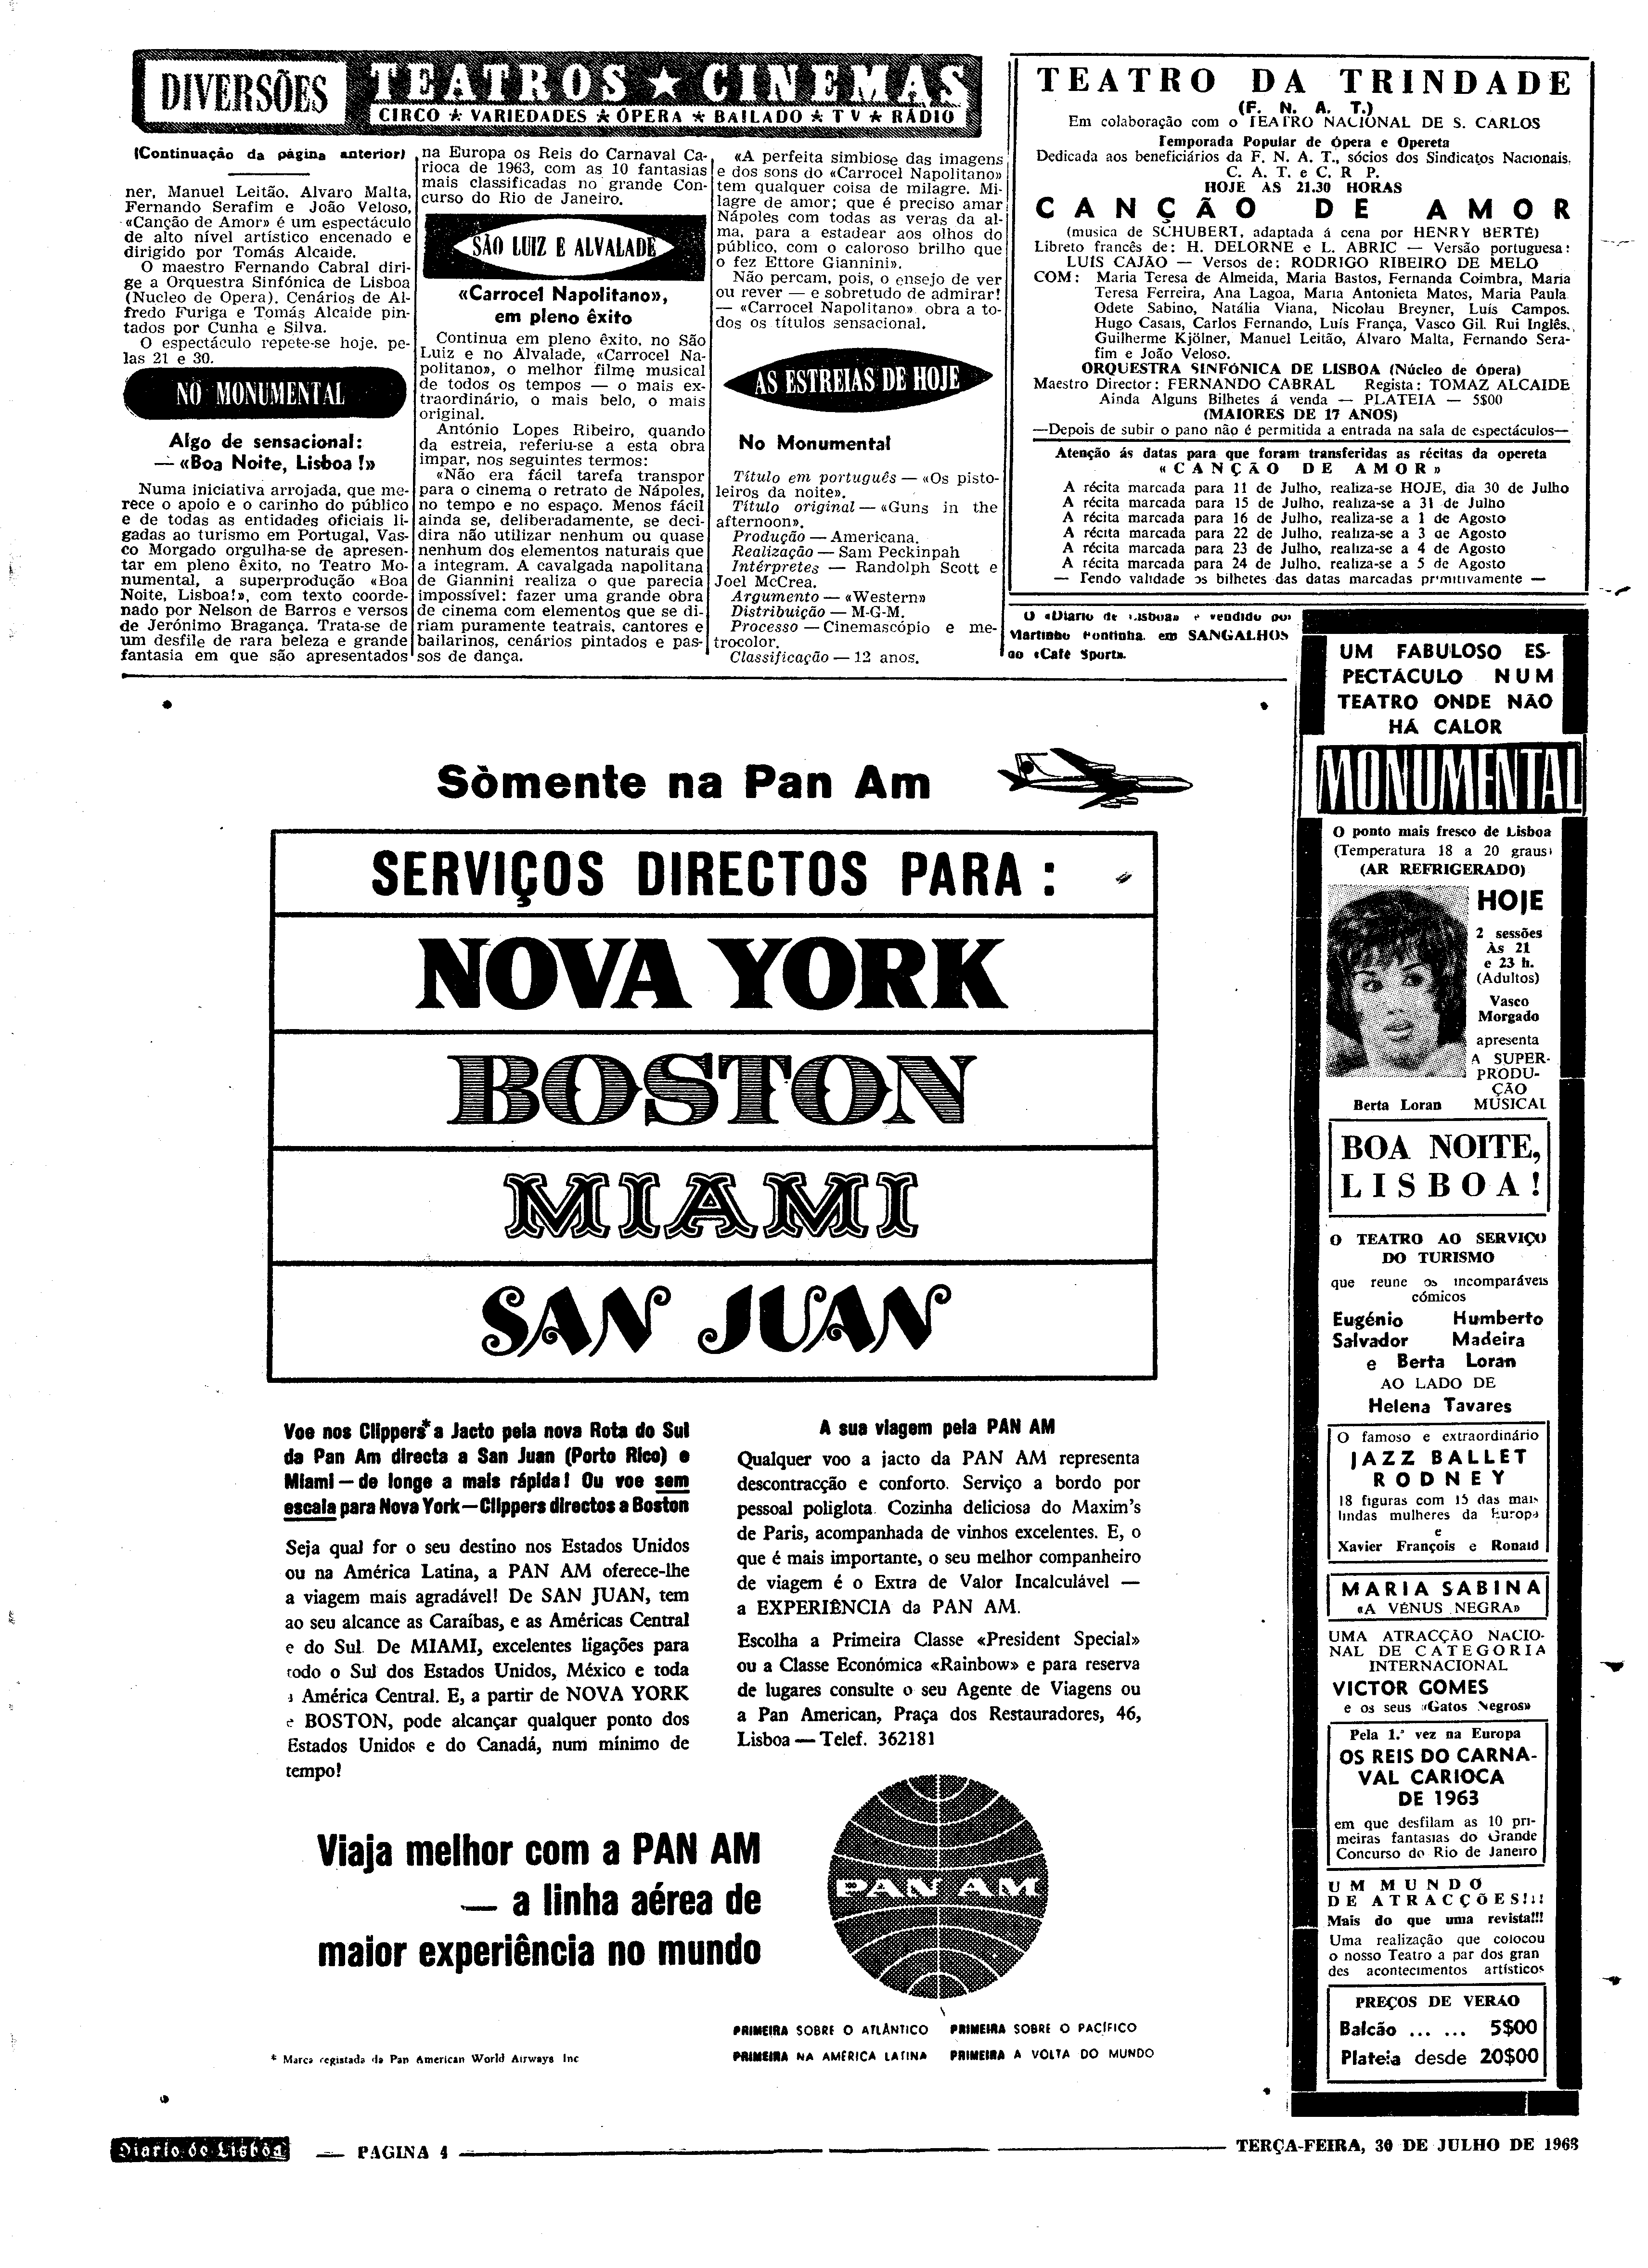 DIVERSÕES
TEATROS ★ CINEMAS
CIRCO ★ VARIEDADES ★ ÓPERA ★ BAILADO ★ TV ★ RÁDIO
(Continuação da página anterior)
ner, Manuel Leitão, Alvaro Malta,
Fernando Serafim e João Veloso,
«Canção de Amor» é um espectáculo
de alto nível artístico encenado e
dirigido por Tomás Alcaide.
O maestro Fernando Cabral diri-
ge a Orquestra Sinfónica de Lisboa
(Nucleo de Opera). Cenários de Al-
fredo Furiga e Tomás Alcaide pin-
tados por Cunha e Silva.
O espectáculo repete-se hoje, pe-
las 21 e 30.
NO MONUMENTAL
Algo de sensacional:
— «Boa Noite, Lisboa!»
Numa iniciativa arrojada, que me-
rece o apoio e o carinho do público
e de todas as entidades oficiais li-
gadas ao turismo em Portugal, Vas-
co Morgado orgulha-se de apresen-
tar em pleno êxito, no Teatro Mo-
numental, a superprodução «Boa
Noite, Lisboa!», com texto coorde-
nado por Nelson de Barros e versos
de Jerónimo Bragança. Trata-se de
um desfile de rara beleza e grande
fantasia em que são apresentados
na Europa os Reis do Carnaval Ca-
rioca de 1963, com as 10 fantasias
mais classificadas no grande Con-
curso do Rio de Janeiro.
SÃO LUIZ E ALVALADE
«Carrocel Napolitano»,
em pleno êxito
Continua em pleno êxito, no São
Luiz e no Alvalade, «Carrocel Na-
politano», o melhor filme musical
de todos os tempos — o mais ex-
traordinário, o mais belo, o mais
original.
António Lopes Ribeiro, quando
da estreia, referiu-se a esta obra
impar, nos seguintes termos:
«Não era fácil tarefa transpor
para o cinema o retrato de Nápoles,
no tempo e no espaço. Menos fácil
ainda se, deliberadamente, se deci-
dira não utilizar nenhum ou quase
nenhum dos elementos naturais que
a integram. A cavalgada napolitana
de Giannini realiza o que parecia
impossível: fazer uma grande obra
de cinema com elementos que se di-
riam puramente teatrais, cantores e
bailarinos, cenários pintados e pas-
sos de dança.
«A perfeita simbiose das imagens
e dos sons do «Carrocel Napolitano»
tem qualquer coisa de milagre. Mi-
lagre de amor; que é preciso amar
Nápoles com todas as veras da al-
ma, para a estadear aos olhos do
público, com o caloroso brilho que
o fez Ettore Giannini».
Não percam, pois, o ensejo de ver
ou rever — e sobretudo de admirar!
— «Carrocel Napolitano», obra a to-
dos os títulos sensacional.
AS ESTREIAS DE HOJE
No Monumental
Título em português — «Os pisto-
leiros da noite».
Título original — «Guns in the
afternoon».
Produção — Americana.
Realização — Sam Peckinpah
Intérpretes — Randolph Scott e
Joel McCrea.
Argumento — «Western»
Distribuição — M-G-M.
Processo — Cinemascópio e me-
trocolor.
Classificação — 12 anos.
TEATRO DA TRINDADE
(F. N. A. T.)
Em colaboração com o TEATRO NACIONAL DE S. CARLOS
Temporada Popular de Ópera e Opereta
Dedicada aos beneficiários da F. N. A. T., sócios dos Sindicatos Nacionais,
C. A. T. e C. R P.
HOJE AS 21.30 HORAS
CANÇÃO DE AMOR
(musica de SCHUBERT, adaptada á cena por HENRY BERTÉ)
Libreto francês de: H. DELORNE e L. ABRIC — Versão portuguesa:
LUÍS CAJÃO — Versos de: RODRIGO RIBEIRO DE MELO
COM: Maria Teresa de Almeida, Maria Bastos, Fernanda Coimbra, Maria
Teresa Ferreira, Ana Lagoa, Maria Antonieta Matos, Maria Paula
Odete Sabino, Natália Viana, Nicolau Breyner, Luís Campos.
Hugo Casais, Carlos Fernando, Luís França, Vasco Gil. Rui Inglês.
Guilherme Kjölner, Manuel Leitão, Álvaro Malta, Fernando Sera-
fim e João Veloso.
ORQUESTRA SINFÓNICA DE LISBOA (Núcleo de Ópera)
Maestro Director: FERNANDO CABRAL Regista: TOMAZ ALCAIDE
Ainda Alguns Bilhetes á venda — PLATEIA — 5$00
(MAIORES DE 17 ANOS)
—Depois de subir o pano não é permitida a entrada na sala de espectáculos—
Atenção ás datas para que foram transferidas as récitas da opereta
«CANÇÃO DE AMOR»
A récita marcada para 11 de Julho, realiza-se HOJE, dia 30 de Julho
A récita marcada para 15 de Julho, realiza-se a 31 de Julho
A récita marcada para 16 de Julho, realiza-se a 1 de Agosto
A récita marcada para 22 de Julho, realiza-se a 3 de Agosto
A récita marcada para 23 de Julho, realiza-se a 4 de Agosto
A récita marcada para 24 de Julho, realiza-se a 5 de Agosto
— Tendo validade os bilhetes das datas marcadas primitivamente —
O «Diario de Lisboa» é vendido por
Martinho Pontinha, em SANGALHOS
ao «Café Sport».
Sòmente na Pan Am
SERVIÇOS DIRECTOS PARA:
NOVA YORK
BOSTON
MIAMI
SAN JUAN
Voe nos Clippers* a Jacto pela nova Rota do Sul
da Pan Am directa a San Juan (Porto Rico) e
Miami — de longe a mais rápida! Ou voe sem
escala para Nova York — Clippers directos a Boston
Seja qual for o seu destino nos Estados Unidos
ou na América Latina, a PAN AM oferece-lhe
a viagem mais agradável! De SAN JUAN, tem
ao seu alcance as Caraíbas, e as Américas Central
e do Sul. De MIAMI, excelentes ligações para
todo o Sul dos Estados Unidos, México e toda
a América Central. E, a partir de NOVA YORK
e BOSTON, pode alcançar qualquer ponto dos
Estados Unidos e do Canadá, num mínimo de
tempo!
A sua viagem pela PAN AM
Qualquer voo a jacto da PAN AM representa
descontracção e conforto. Serviço a bordo por
pessoal poliglota. Cozinha deliciosa do Maxim's
de Paris, acompanhada de vinhos excelentes. E, o
que é mais importante, o seu melhor companheiro
de viagem é o Extra de Valor Incalculável —
a EXPERIÊNCIA da PAN AM.
Escolha a Primeira Classe «President Special»
ou a Classe Económica «Rainbow» e para reserva
de lugares consulte o seu Agente de Viagens ou
a Pan American, Praça dos Restauradores, 46,
Lisboa — Telef. 362181
Viaja melhor com a PAN AM
— a linha aérea de
maior experiência no mundo
PAN AM
PRIMEIRA SOBRE O ATLÂNTICO PRIMEIRA SOBRE O PACÍFICO
PRIMEIRA NA AMÉRICA LATINA PRIMEIRA A VOLTA DO MUNDO
* Marca registada da Pan American World Airways Inc
UM FABULOSO ES-
PECTÁCULO NUM
TEATRO ONDE NÃO
HÁ CALOR
MONUMENTAL
O ponto mais fresco de Lisboa
(Temperatura 18 a 20 graus)
(AR REFRIGERADO)
HOJE
2 sessões
Às 21
e 23 h.
(Adultos)
Vasco
Morgado
apresenta
A SUPER-
PRODU-
ÇÃO
MUSICAL
Berta Loran
BOA NOITE,
LISBOA!
O TEATRO AO SERVIÇO
DO TURISMO
que reune os incomparáveis
cómicos
Eugénio Humberto
Salvador Madeira
e Berta Loran
AO LADO DE
Helena Tavares
O famoso e extraordinário
JAZZ BALLET
RODNEY
18 figuras com 15 das mais
lindas mulheres da Europa
e
Xavier François e Ronald
MARIA SABINA
«A VÉNUS NEGRA»
UMA ATRACÇÃO NACIO-
NAL DE CATEGORIA
INTERNACIONAL
VICTOR GOMES
e os seus «Gatos Negros»
Pela 1.ª vez na Europa
OS REIS DO CARNA-
VAL CARIOCA
DE 1963
em que desfilam as 10 pri-
meiras fantasias do Grande
Concurso do Rio de Janeiro
UM MUNDO
DE ATRACÇÕES!!!
Mais do que uma revista!!!
Uma realização que colocou
o nosso Teatro a par dos gran
des acontecimentos artísticos
PREÇOS DE VERÃO
Balcão ... ... 5$00
Plateia desde 20$00
Diario de Lisboa — PAGINA 4 — TERÇA-FEIRA, 30 DE JULHO DE 1963